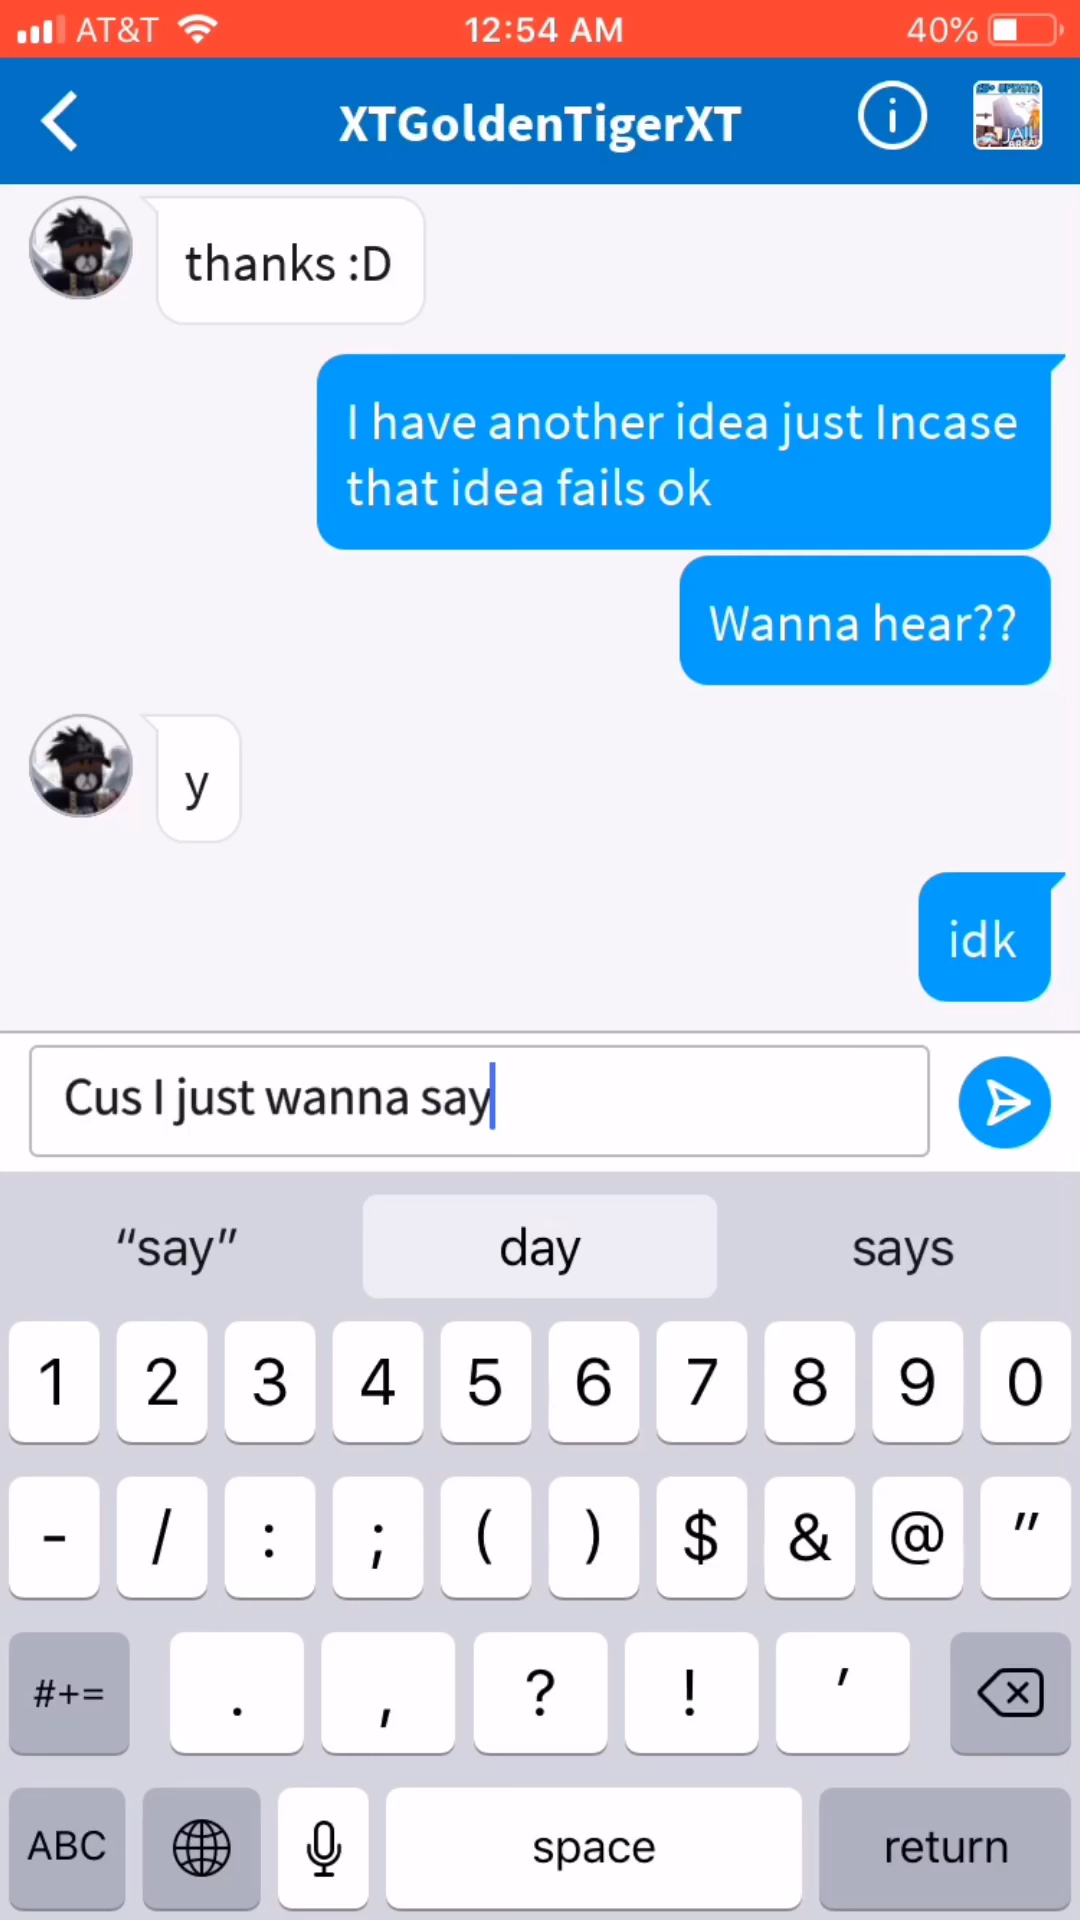 AT&T 12:54 AM 40%
XTGoldenTigerXT
JAIL
AREA
thanks :D
I have another idea just Incase
that idea fails ok
Wanna hear??
y
idk
Cus I just wanna say
“say” day says
1 2 3 4 5 6 7 8 9 0
- / : ; ( ) $ & @ "
#+= . , ? ! '
ABC space return